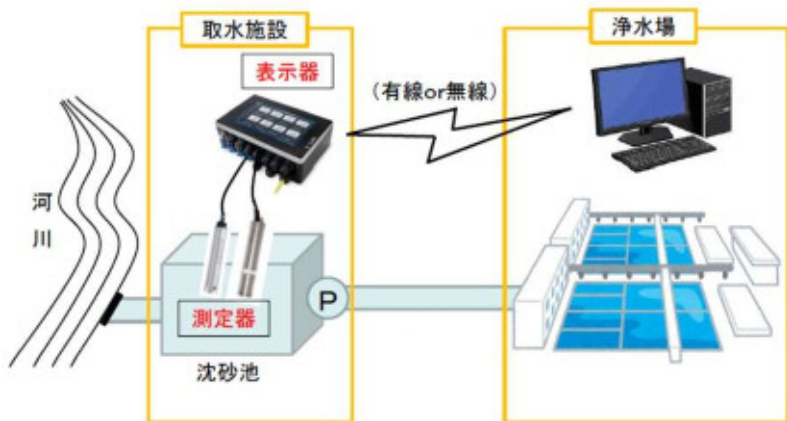 取水施設
浄水場
表示器
(有線or無線)
河川
測定器
P
沈砂池